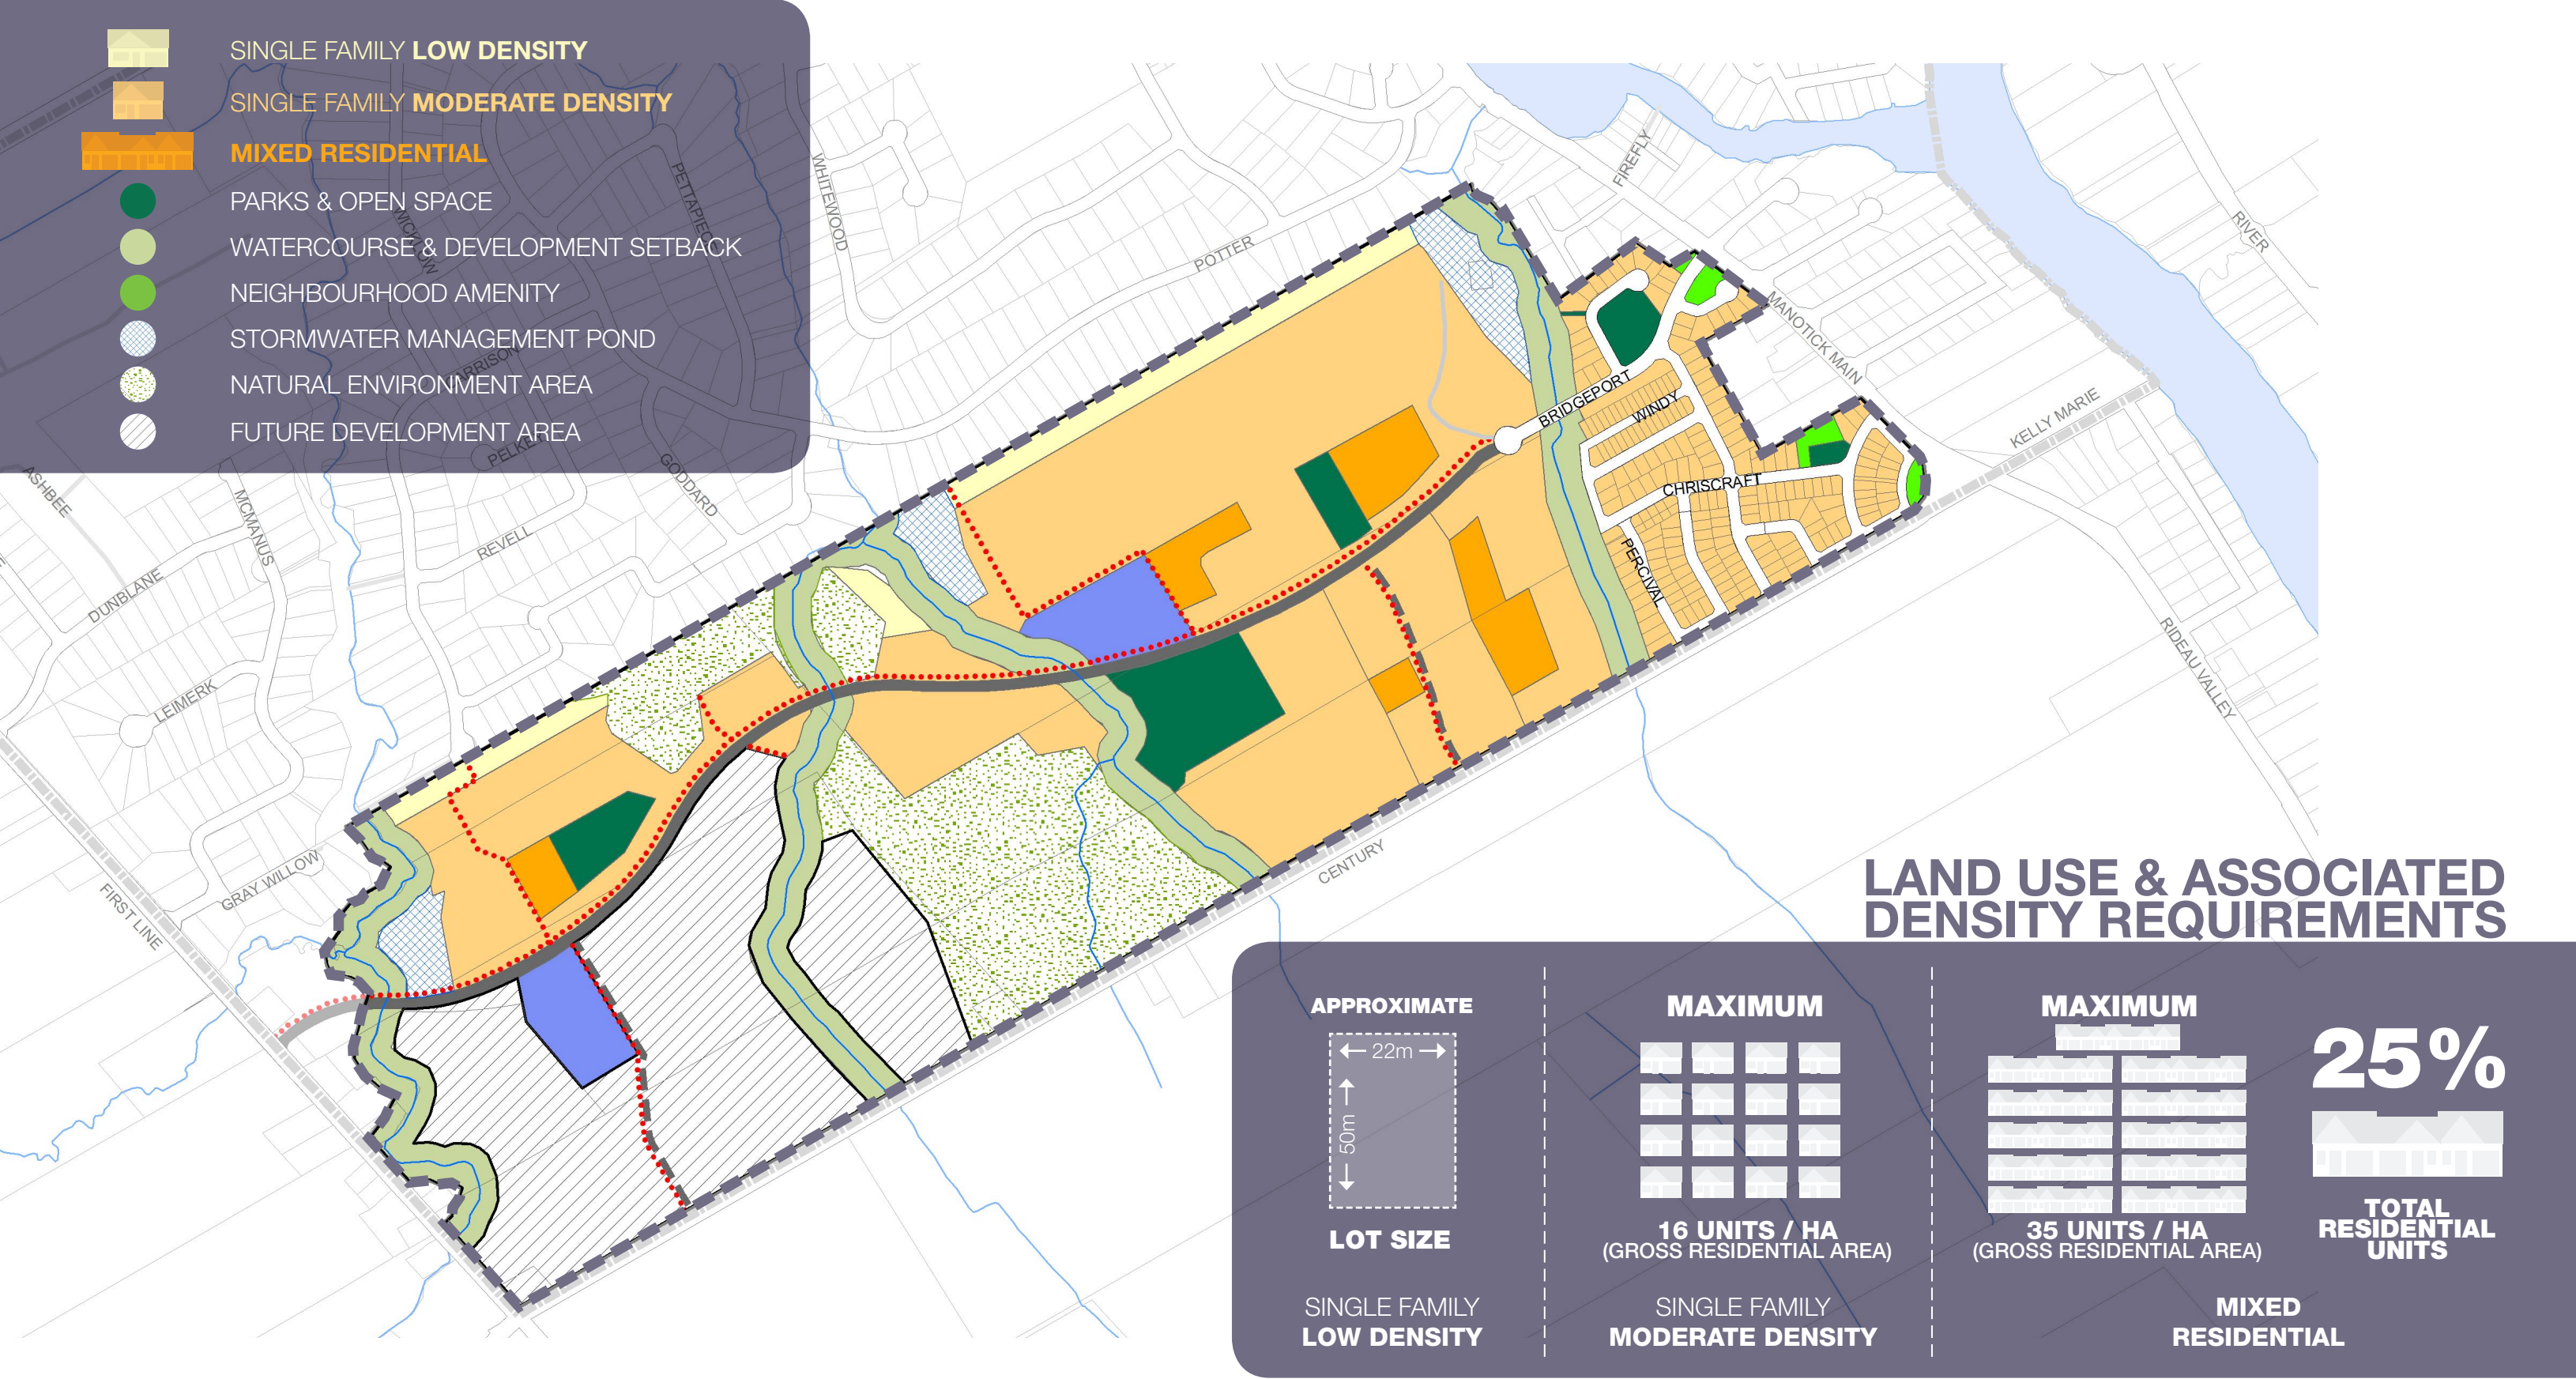 SINGLE FAMILY LOW DENSITY
SINGLE FAMILY MODERATE DENSITY
MIXED RESIDENTIAL
PARKS & OPEN SPACE
WATERCOURSE & DEVELOPMENT SETBACK
NEIGHBOURHOOD AMENITY
STORMWATER MANAGEMENT POND
NATURAL ENVIRONMENT AREA
FUTURE DEVELOPMENT AREA
WICKLOW
PETTAPIECE
PELKEY
WHITEWOOD
POTTER
FIREFLY
RIVER
MANOTICK MAIN
KELLY MARIE
BRIDGEPORT
WINDY
CHRISCRAFT
PERCIVAL
RIDEAU VALLEY
CENTURY
ASHBEE
MCMANUS
GODDARD
REVELL
DUNBLANE
LEIMERK
GRAY WILLOW
FIRST LINE
LAND USE & ASSOCIATED
DENSITY REQUIREMENTS
APPROXIMATE
22m
50m
LOT SIZE
SINGLE FAMILY
LOW DENSITY
MAXIMUM
16 UNITS / HA
(GROSS RESIDENTIAL AREA)
SINGLE FAMILY
MODERATE DENSITY
MAXIMUM
35 UNITS / HA
(GROSS RESIDENTIAL AREA)
25%
TOTAL
RESIDENTIAL
UNITS
MIXED
RESIDENTIAL